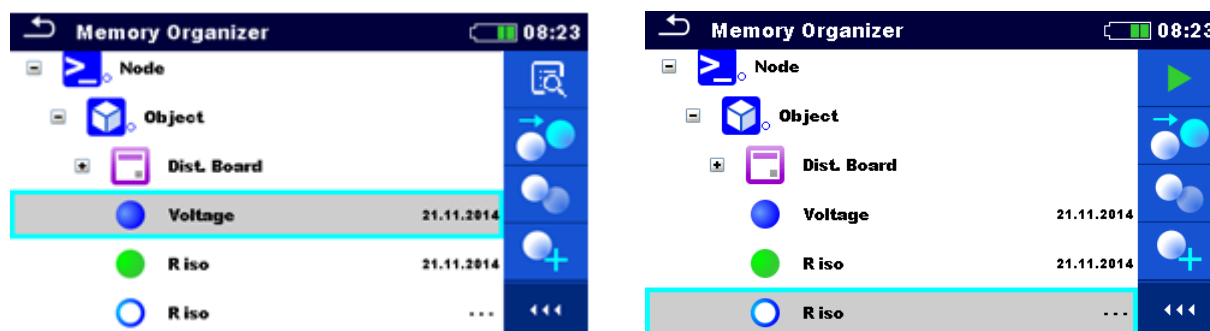 Memory Organizer 08:23
Node
Object
Dist. Board
Voltage 21.11.2014
R iso 21.11.2014
R iso ---
Memory Organizer 08:23
Node
Object
Dist. Board
Voltage 21.11.2014
R iso 21.11.2014
R iso ---